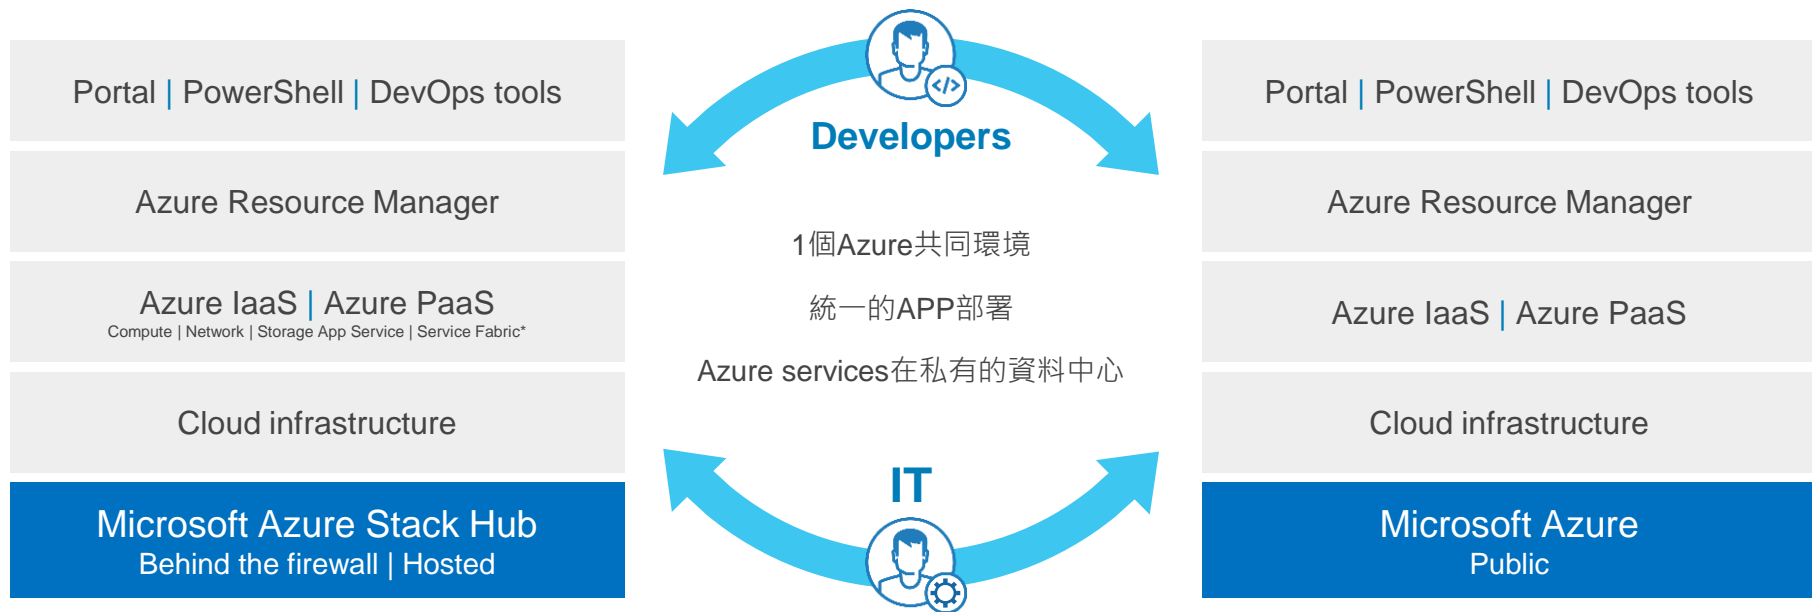 Portal | PowerShell | DevOps tools
Azure Resource Manager
Azure IaaS | Azure PaaS
Compute | Network | Storage App Service | Service Fabric*
Cloud infrastructure
Microsoft Azure Stack Hub
Behind the firewall | Hosted
</>
Developers
1個Azure共同環境
統一的APP部署
Azure services在私有的資料中心
IT
Portal | PowerShell | DevOps tools
Azure Resource Manager
Azure IaaS | Azure PaaS
Cloud infrastructure
Microsoft Azure
Public